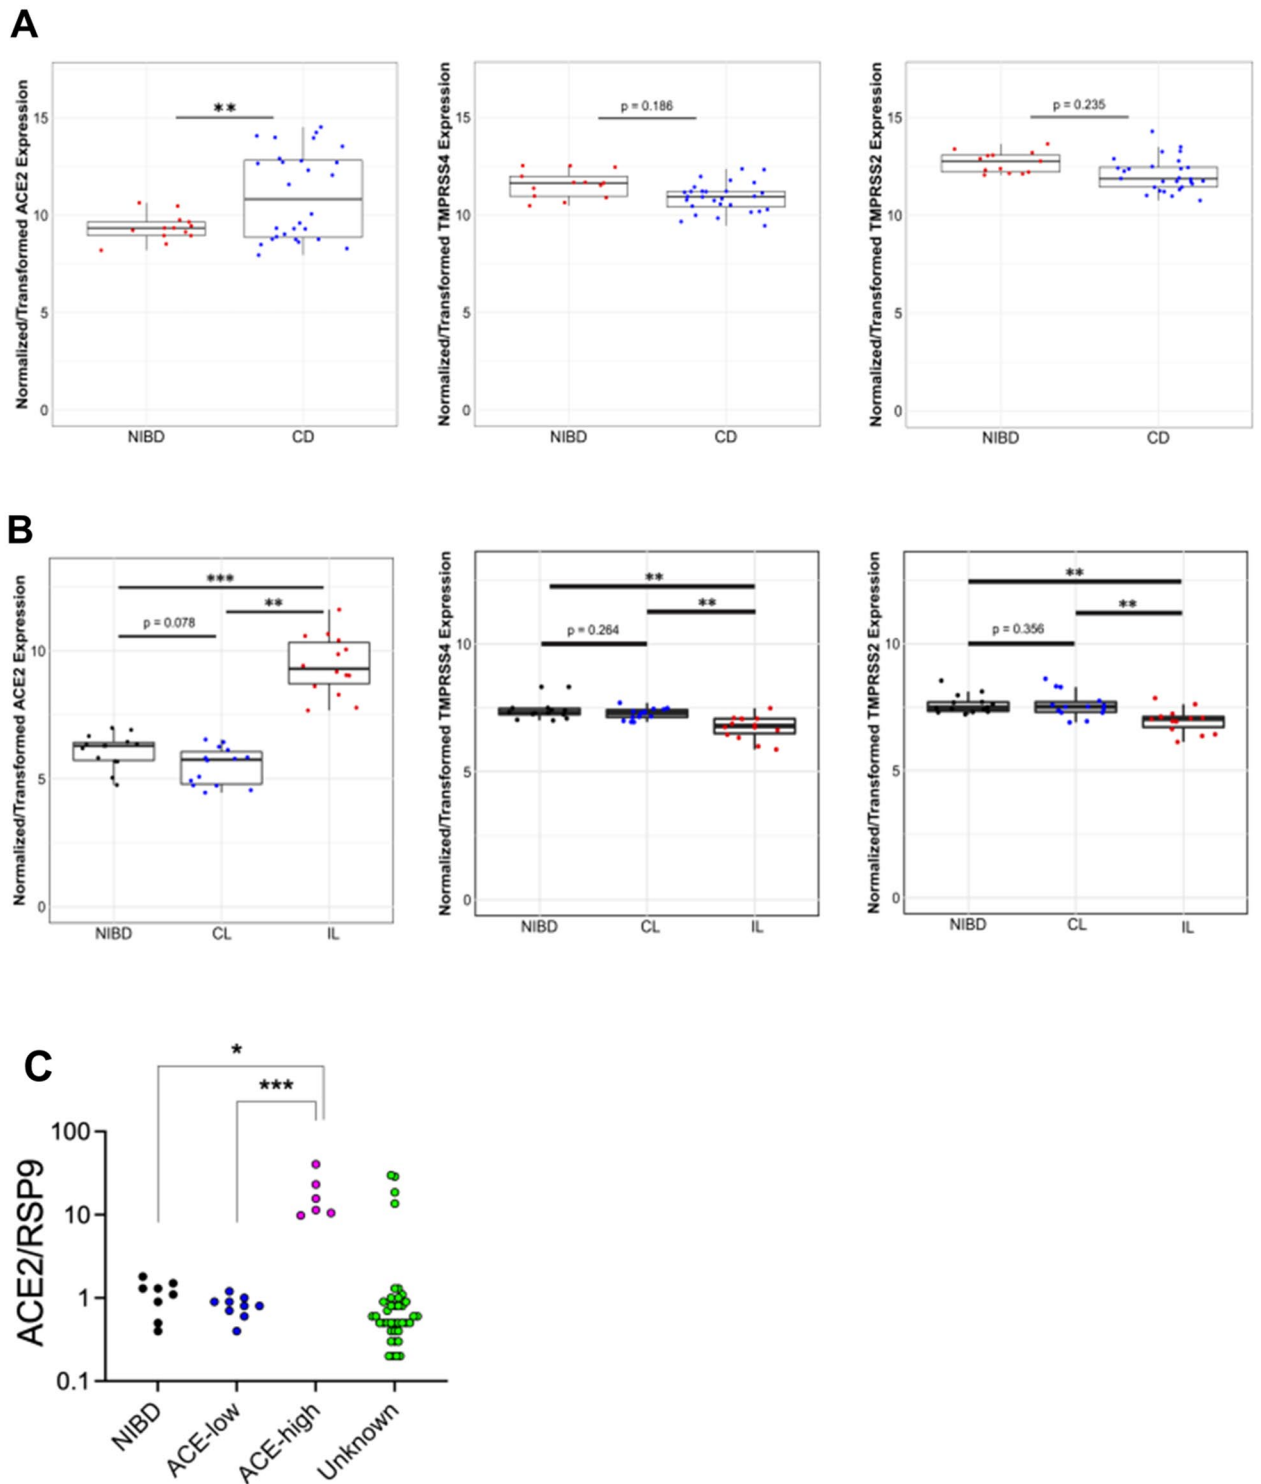 A
Normalized/Transformed ACE2 Expression
15
10
5
0
**
NIBD
CD
Normalized/Transformed TMPRSS4 Expression
15
10
5
0
p = 0.186
NIBD
CD
Normalized/Transformed TMPRSS2 Expression
15
10
5
0
p = 0.235
NIBD
CD
B
Normalized/Transformed ACE2 Expression
10
5
0
***
**
p = 0.078
NIBD
CL
IL
Normalized/Transformed TMPRSS4 Expression
10
5
0
**
**
p = 0.264
NIBD
CL
IL
Normalized/Transformed TMPRSS2 Expression
10
5
0
**
**
p = 0.356
NIBD
CL
IL
C
ACE2/RSP9
100
10
1
0.1
*
***
NIBD
ACE-low
ACE-high
Unknown